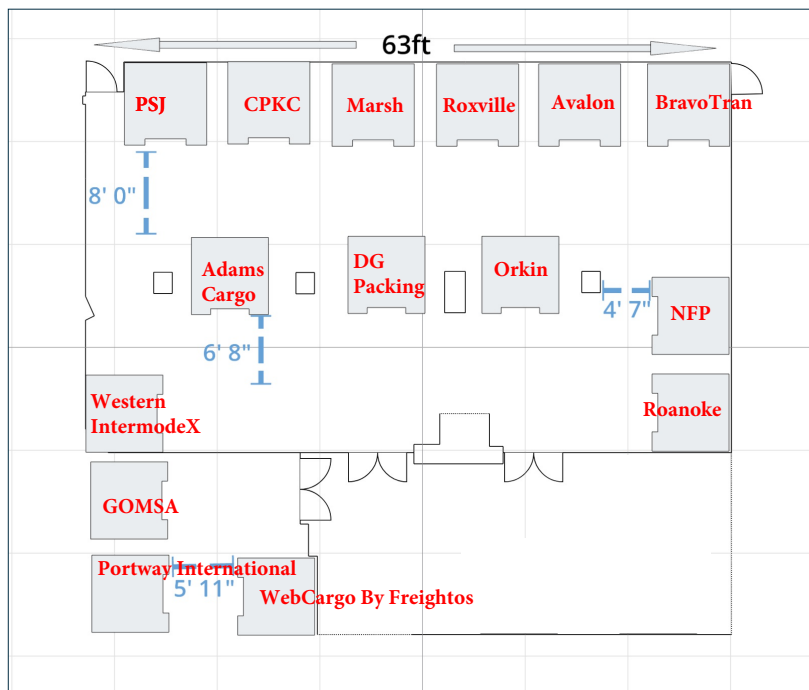 63ft
PSJ
CPKC
Marsh
Roxville
Avalon
BravoTran
8' 0"
Adams
Cargo
DG
Packing
Orkin
4' 7"
NFP
6' 8"
Western
IntermodeX
Roanoke
GOMSA
Portway International
5' 11"
WebCargo By Freightos